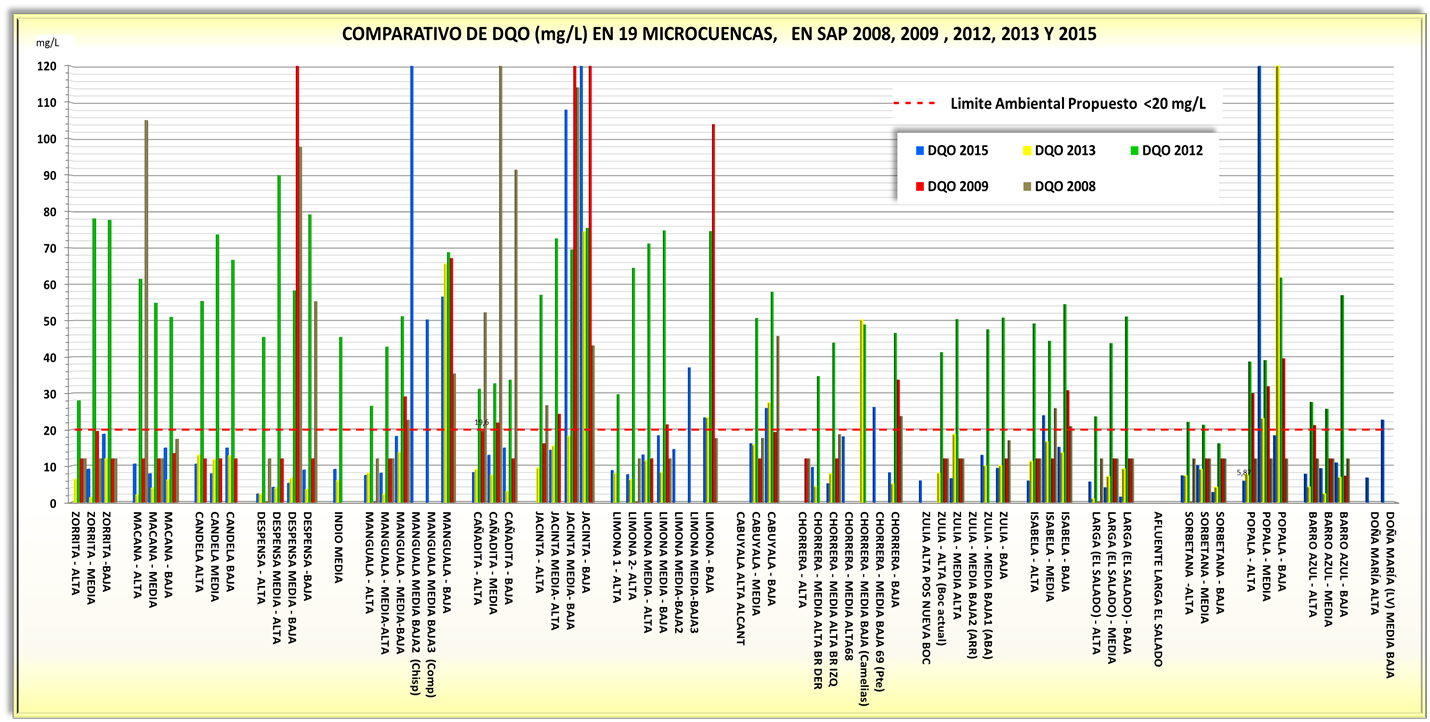 COMPARATIVO DE DQO (mg/L) EN 19 MICROCUENCAS, EN SAP 2008, 2009 , 2012, 2013 Y 2015
mg/L
120
110
100
90
80
70
60
50
40
30
20
10
0
Limite Ambiental Propuesto <20 mg/L
DQO 2015
DQO 2013
DQO 2012
DQO 2009
DQO 2008
19,6
5,87
ZORRITA - ALTA
ZORRITA - MEDIA
ZORRITA -BAJA
MACANA - ALTA
MACANA - MEDIA
MACANA - BAJA
CANDELA ALTA
CANDELA MEDIA
CANDELA BAJA
DESPENSA - ALTA
DESPENSA MEDIA - ALTA
DESPENSA MEDIA - BAJA
DESPENSA -BAJA
INDIO MEDIA
MANGUALA - ALTA
MANGUALA - MEDIA-ALTA
MANGUALA - MEDIA-BAJA
MANGUALA MEDIA BAJA2 (Chisp)
MANGUALA MEDIA BAJA3 (Comp)
MANGUALA - BAJA
CAÑADITA - ALTA
CAÑADITA - MEDIA
CAÑADITA - BAJA
JACINTA - ALTA
JACINTA MEDIA- ALTA
JACINTA MEDIA- BAJA
JACINTA - BAJA
LIMONA 1 - ALTA
LIMONA 2- ALTA
LIMONA MEDIA - ALTA
LIMONA MEDIA - BAJA
LIMONA MEDIA-BAJA2
LIMONA MEDIA-BAJA3
LIMONA - BAJA
CABUYALA ALTA ALCANT
CABUYALA - MEDIA
CABUYALA - BAJA
CHORRERA - ALTA
CHORRERA - MEDIA ALTA BR DER
CHORRERA - MEDIA ALTA BR IZQ
CHORRERA - MEDIA ALTA68
CHORRERA - MEDIA BAJA (Camelias)
CHORRERA - MEDIA BAJA 69 (Pte)
CHORRERA - BAJA
ZULIA ALTA POS NUEVA BOC
ZULIA - ALTA (Boc actual)
ZULIA - MEDIA ALTA
ZULIA - MEDIA BAJA2 (ARR)
ZULIA - MEDIA BAJA1 (ABA)
ZULIA - BAJA
ISABELA - ALTA
ISABELA - MEDIA
ISABELA - BAJA
LARGA (EL SALADO) - ALTA
LARGA (EL SALADO) - MEDIA
LARGA (EL SALADO) - BAJA
AFLUENTE LARGA EL SALADO
SORBETANA - ALTA
SORBETANA - MEDIA
SORBETANA - BAJA
POPALA - ALTA
POPALA - MEDIA
POPALA - BAJA
BARRO AZUL - ALTA
BARRO AZUL - MEDIA
BARRO AZUL - BAJA
DOÑA MARÍA ALTA
DOÑA MARÍA (LV) MEDIA BAJA